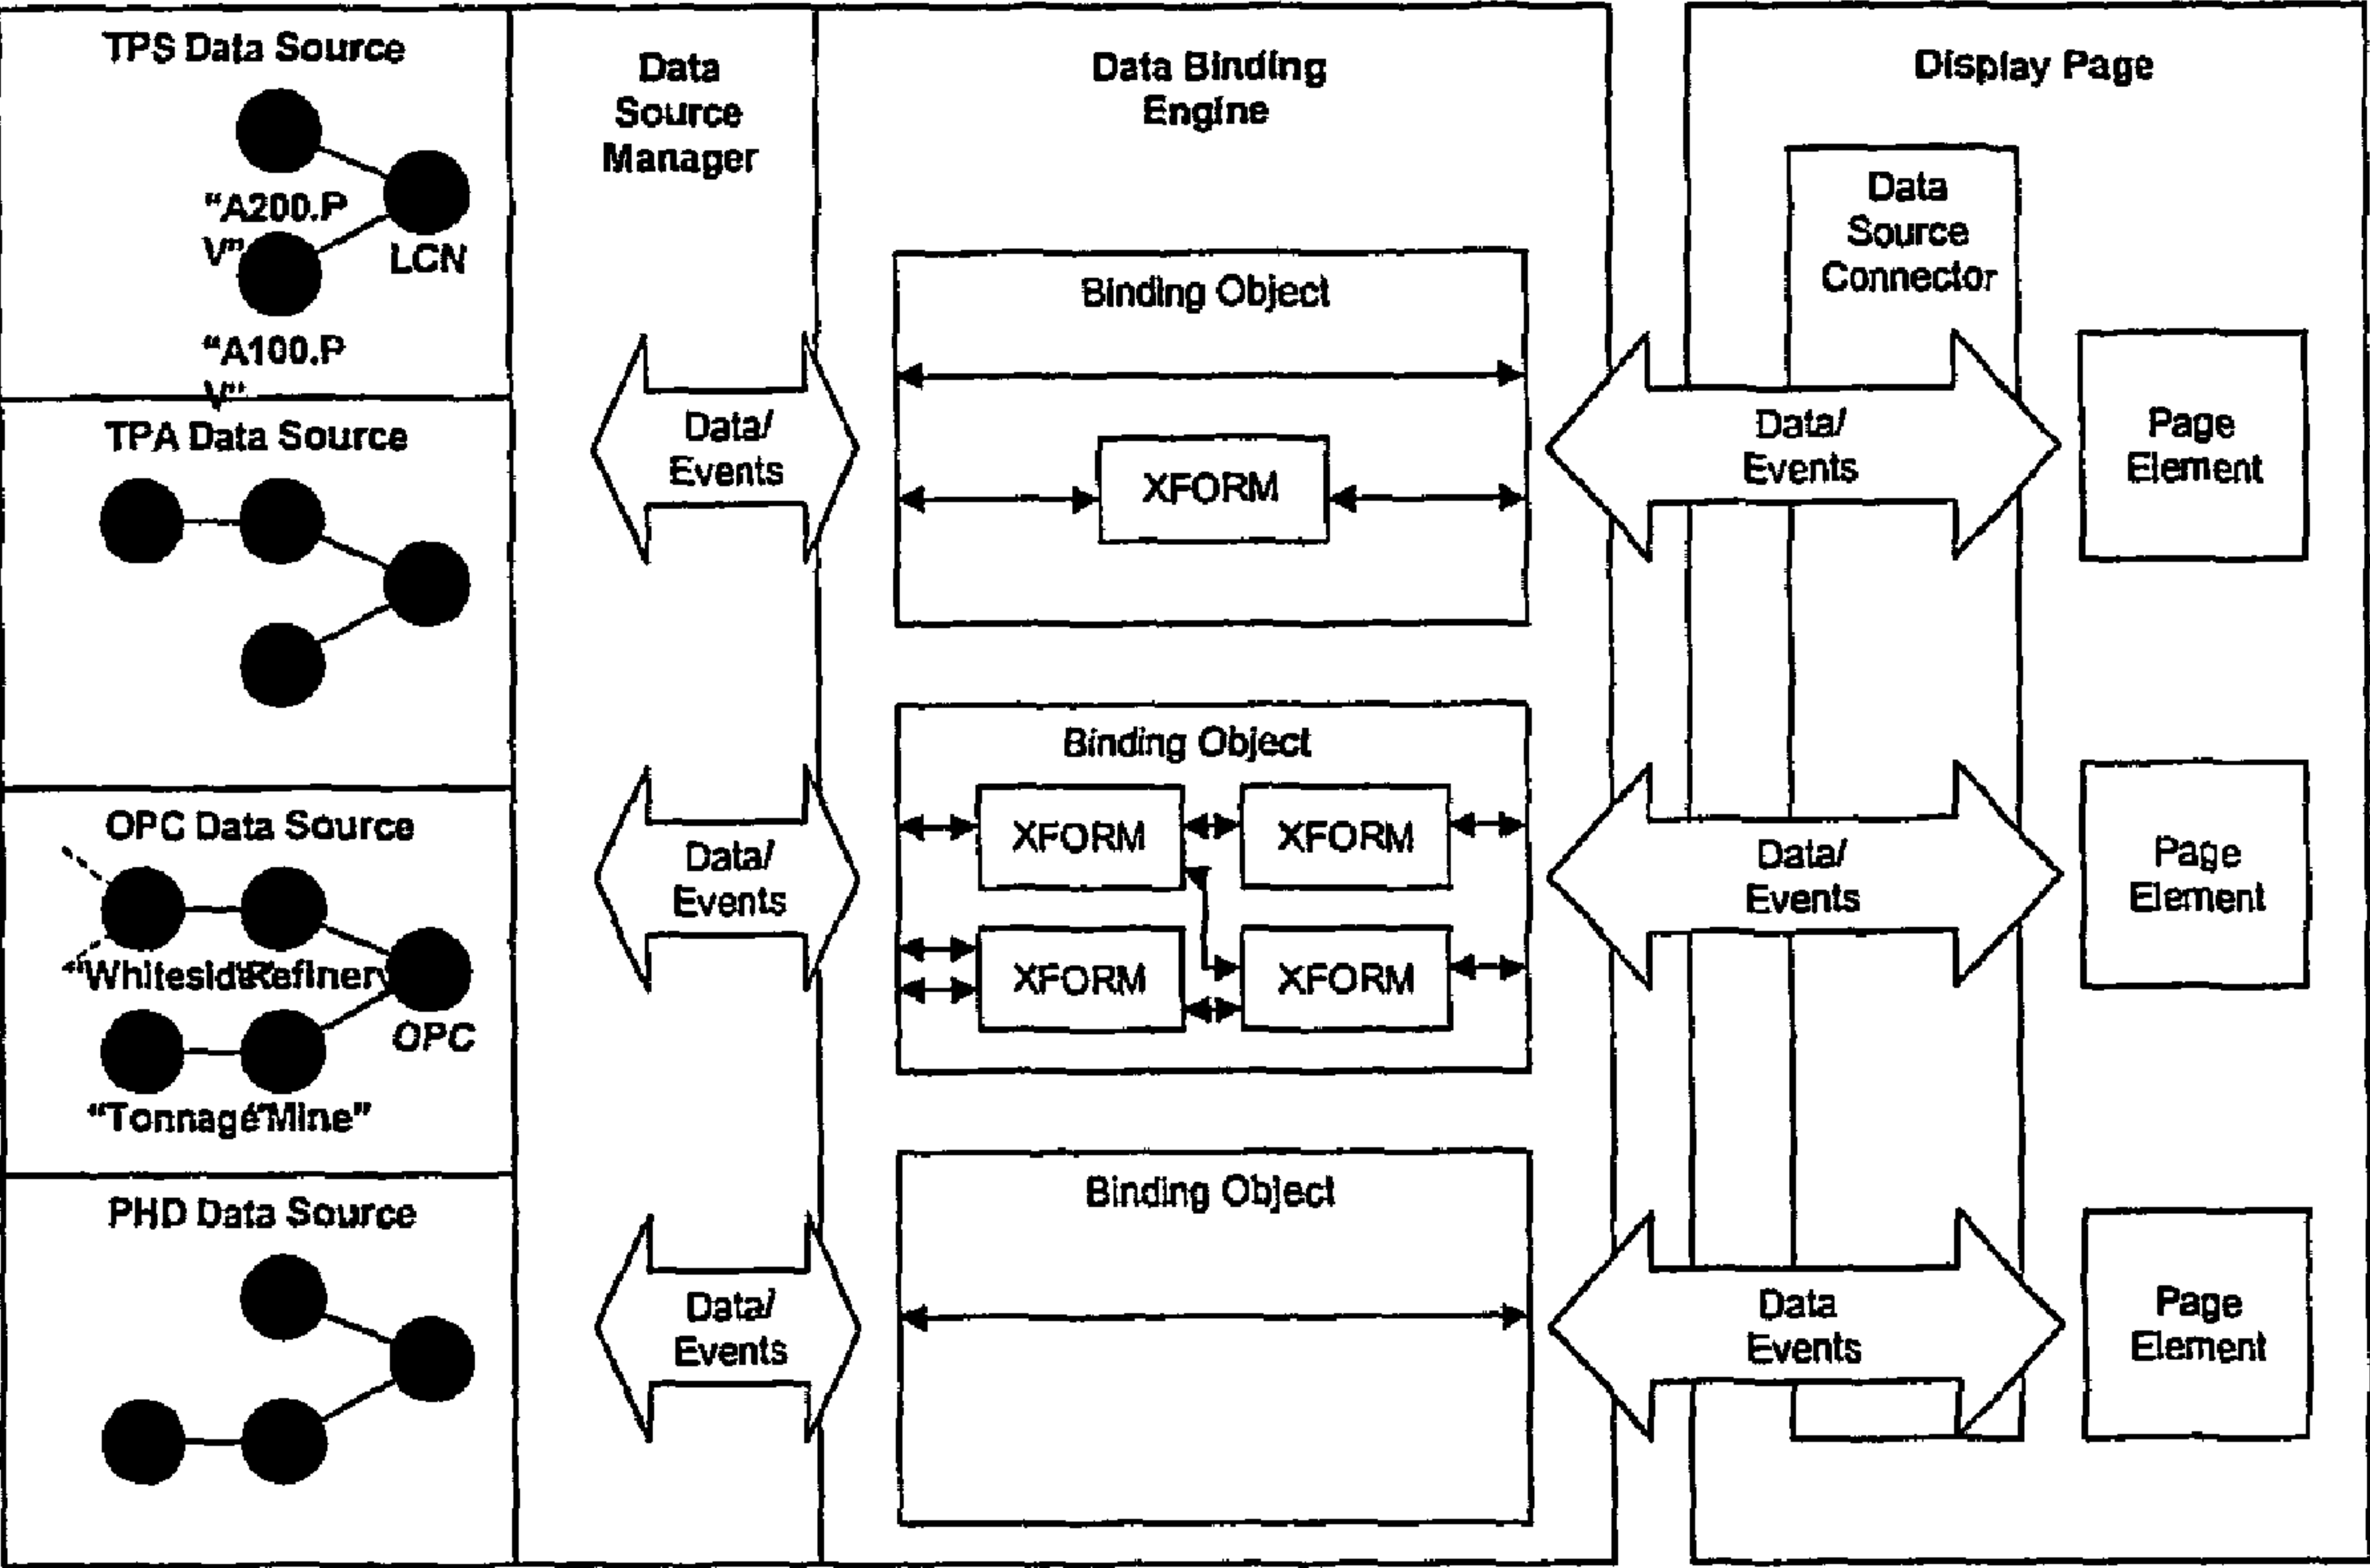 TPS Data Source
"A200.P
V"
LCN
"A100.P
V"
TPA Data Source
OPC Data Source
"Whiteside
"Refinery
OPC
"Tonnage
"Mine"
PHD Data Source
Data
Source
Manager
Data/
Events
Data/
Events
Data/
Events
Data Binding
Engine
Binding Object
XFORM
Binding Object
XFORM
XFORM
XFORM
XFORM
Binding Object
Display Page
Data
Source
Connector
Data/
Events
Page
Element
Data/
Events
Page
Element
Data
Events
Page
Element